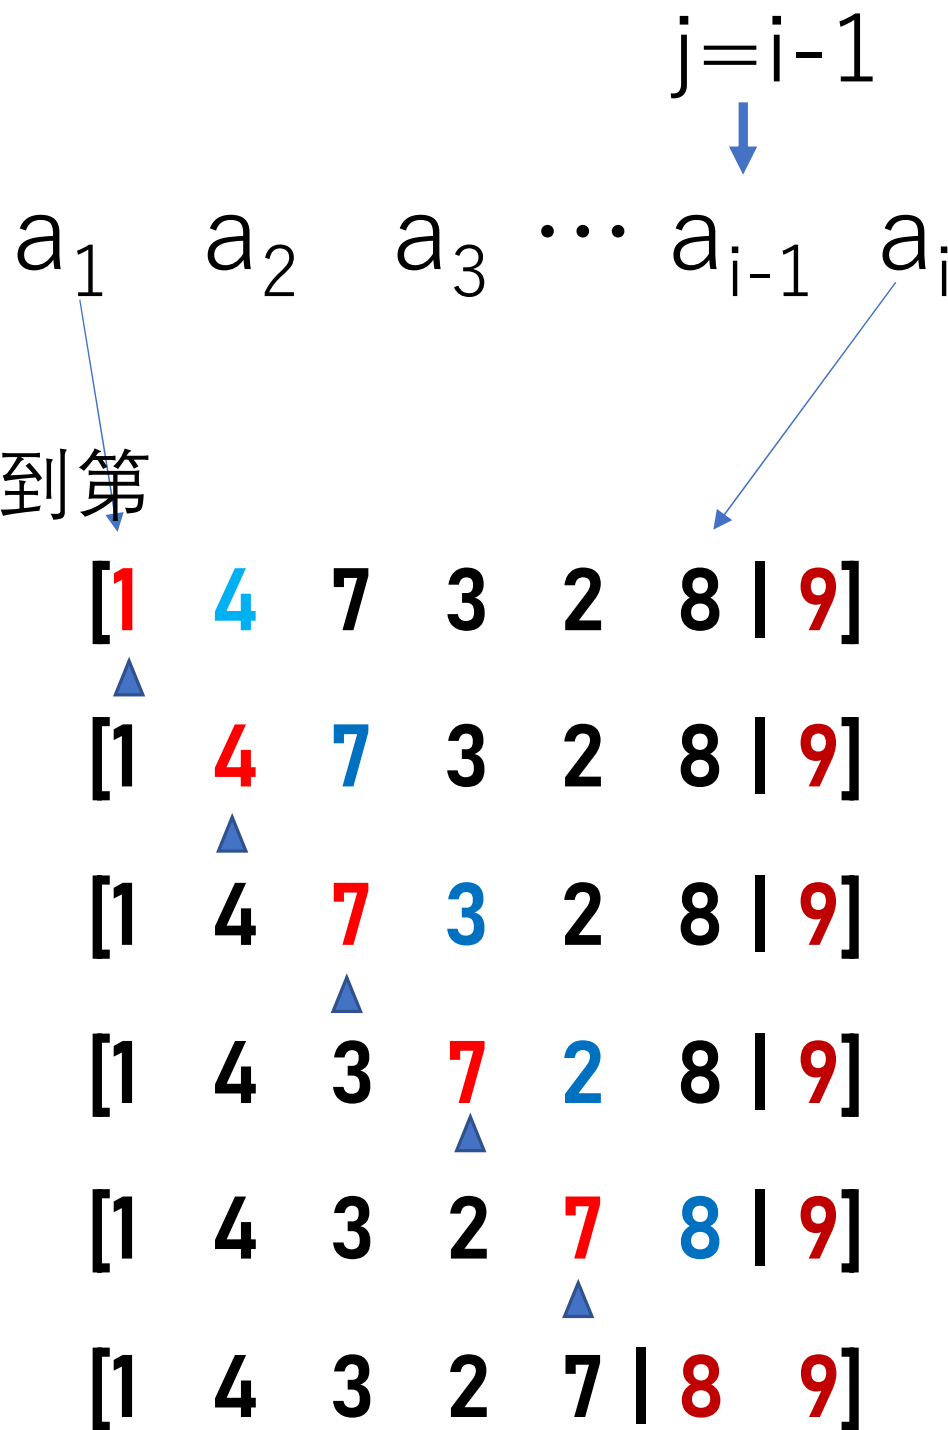 j=i-1
a1 a2 a3 ··· ai-1 ai
到第
[1 4 7 3 2 8 | 9]
[1 4 7 3 2 8 | 9]
[1 4 7 3 2 8 | 9]
[1 4 3 7 2 8 | 9]
[1 4 3 2 7 8 | 9]
[1 4 3 2 7 | 8 9]